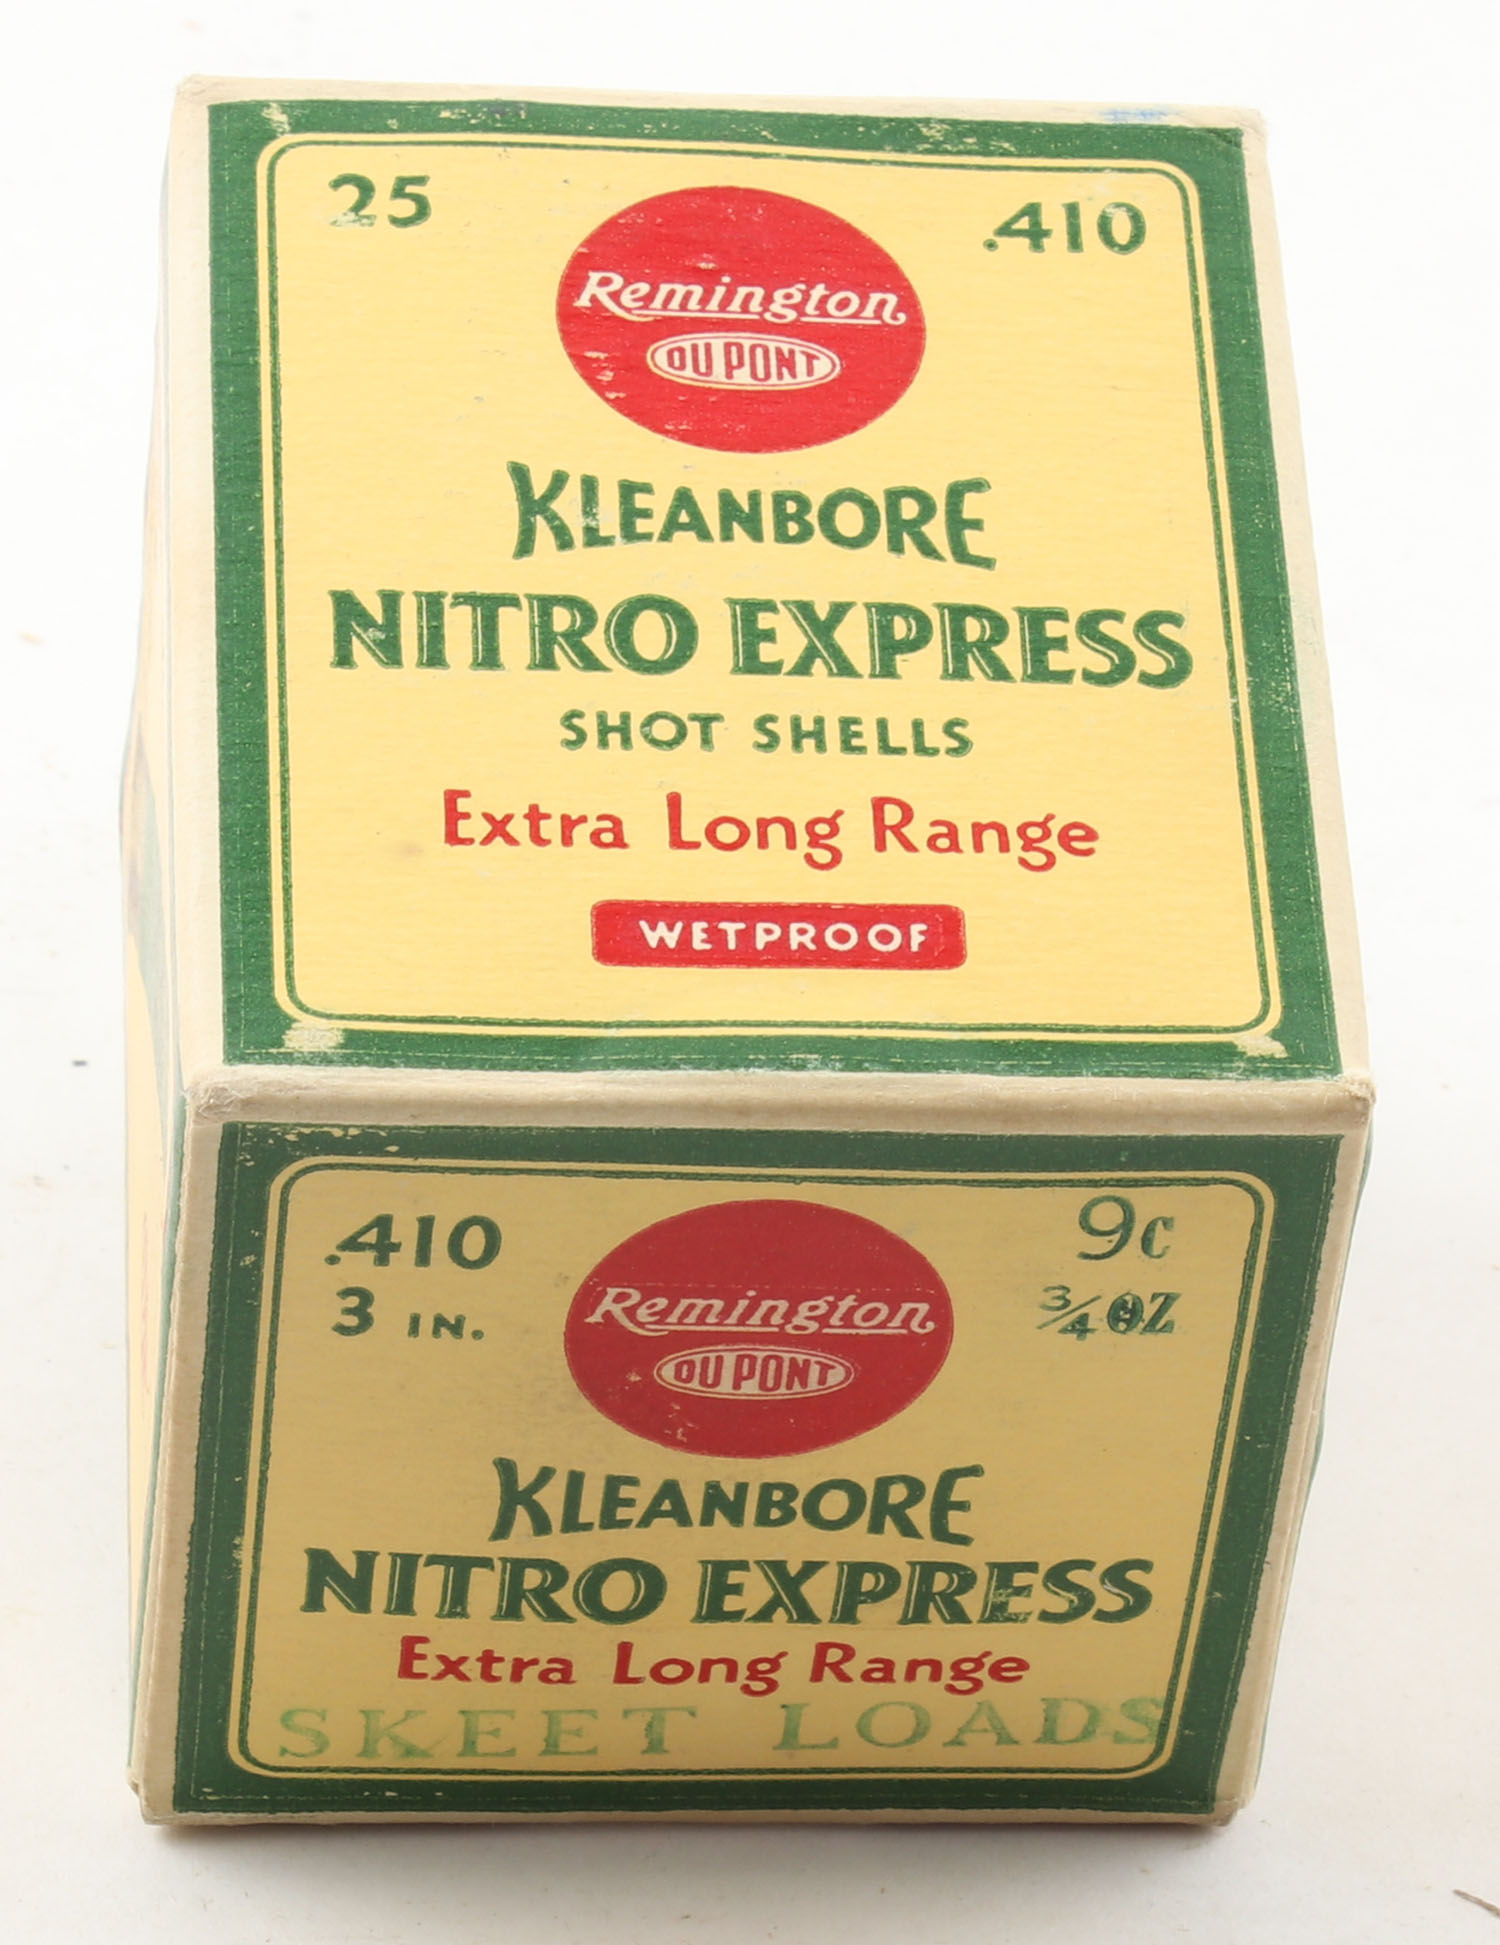 25
.410
Remington
DU PONT
KLEANBORE
NITRO EXPRESS
SHOT SHELLS
Extra Long Range
WETPROOF
.410
9c
3 IN.
3/4 OZ
Remington
DU PONT
KLEANBORE
NITRO EXPRESS
Extra Long Range
SKEET LOADS